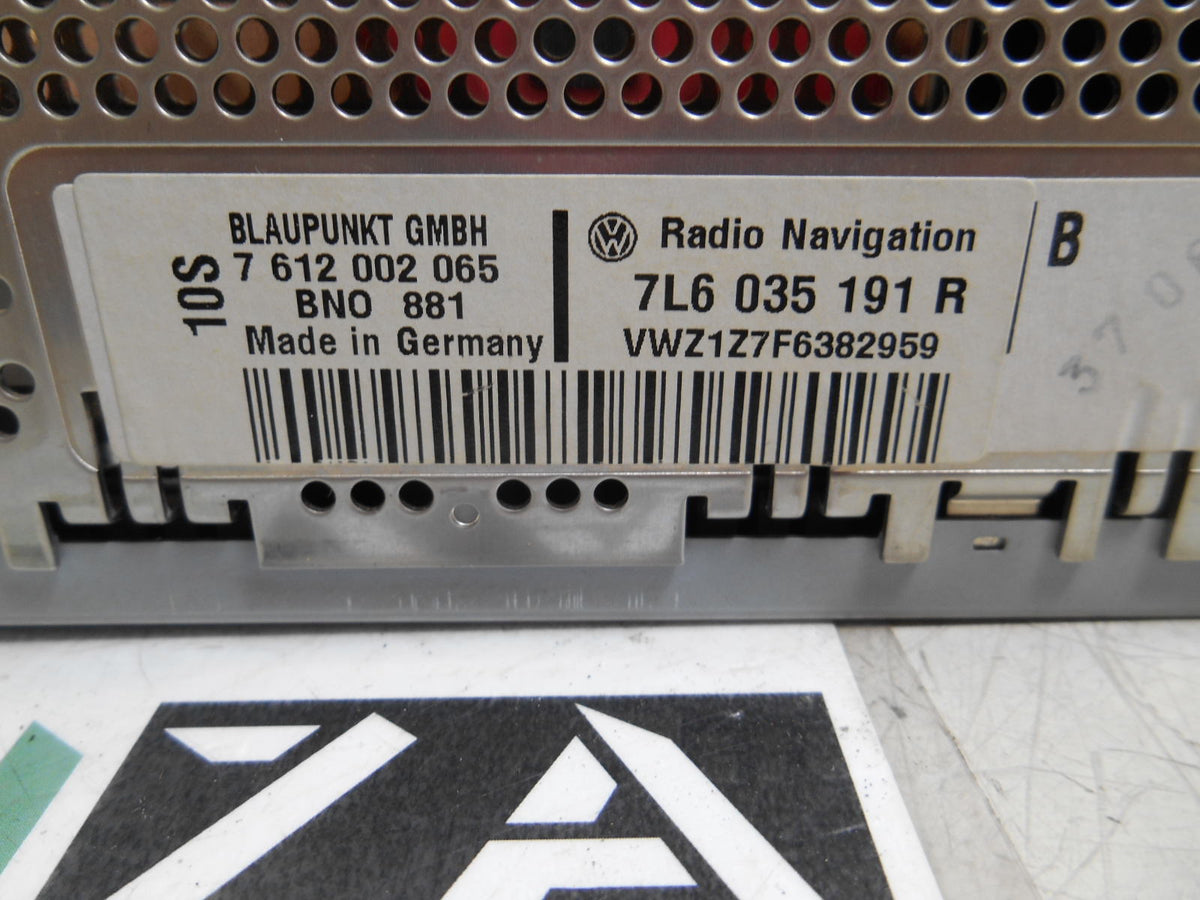 10S
BLAUPUNKT GMBH
7 612 002 065
BNO 881
Made in Germany
Radio Navigation
7L6 035 191 R
VWZ1Z7F6382959
B